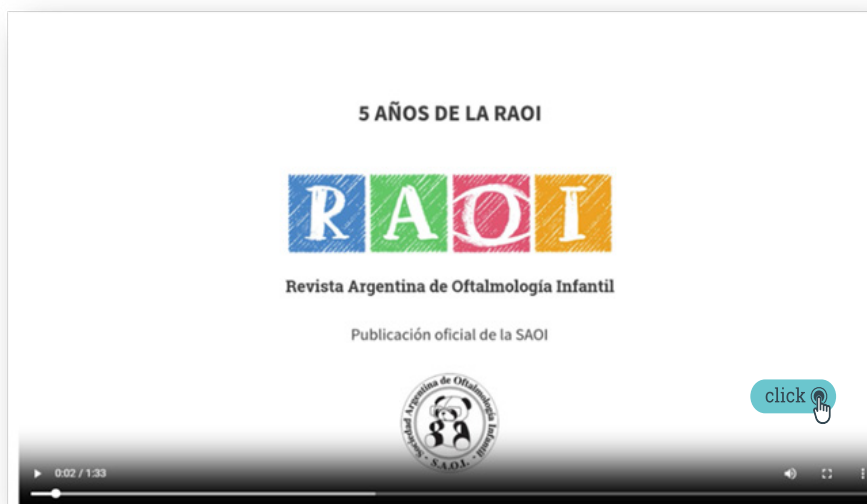 5 AÑOS DE LA RAOI
RAOI
Revista Argentina de Oftalmología Infantil
Publicación oficial de la SAOI
Sociedad Argentina de Oftalmología Infantil
· S.A.O.I. ·
click
0:02 / 1:33